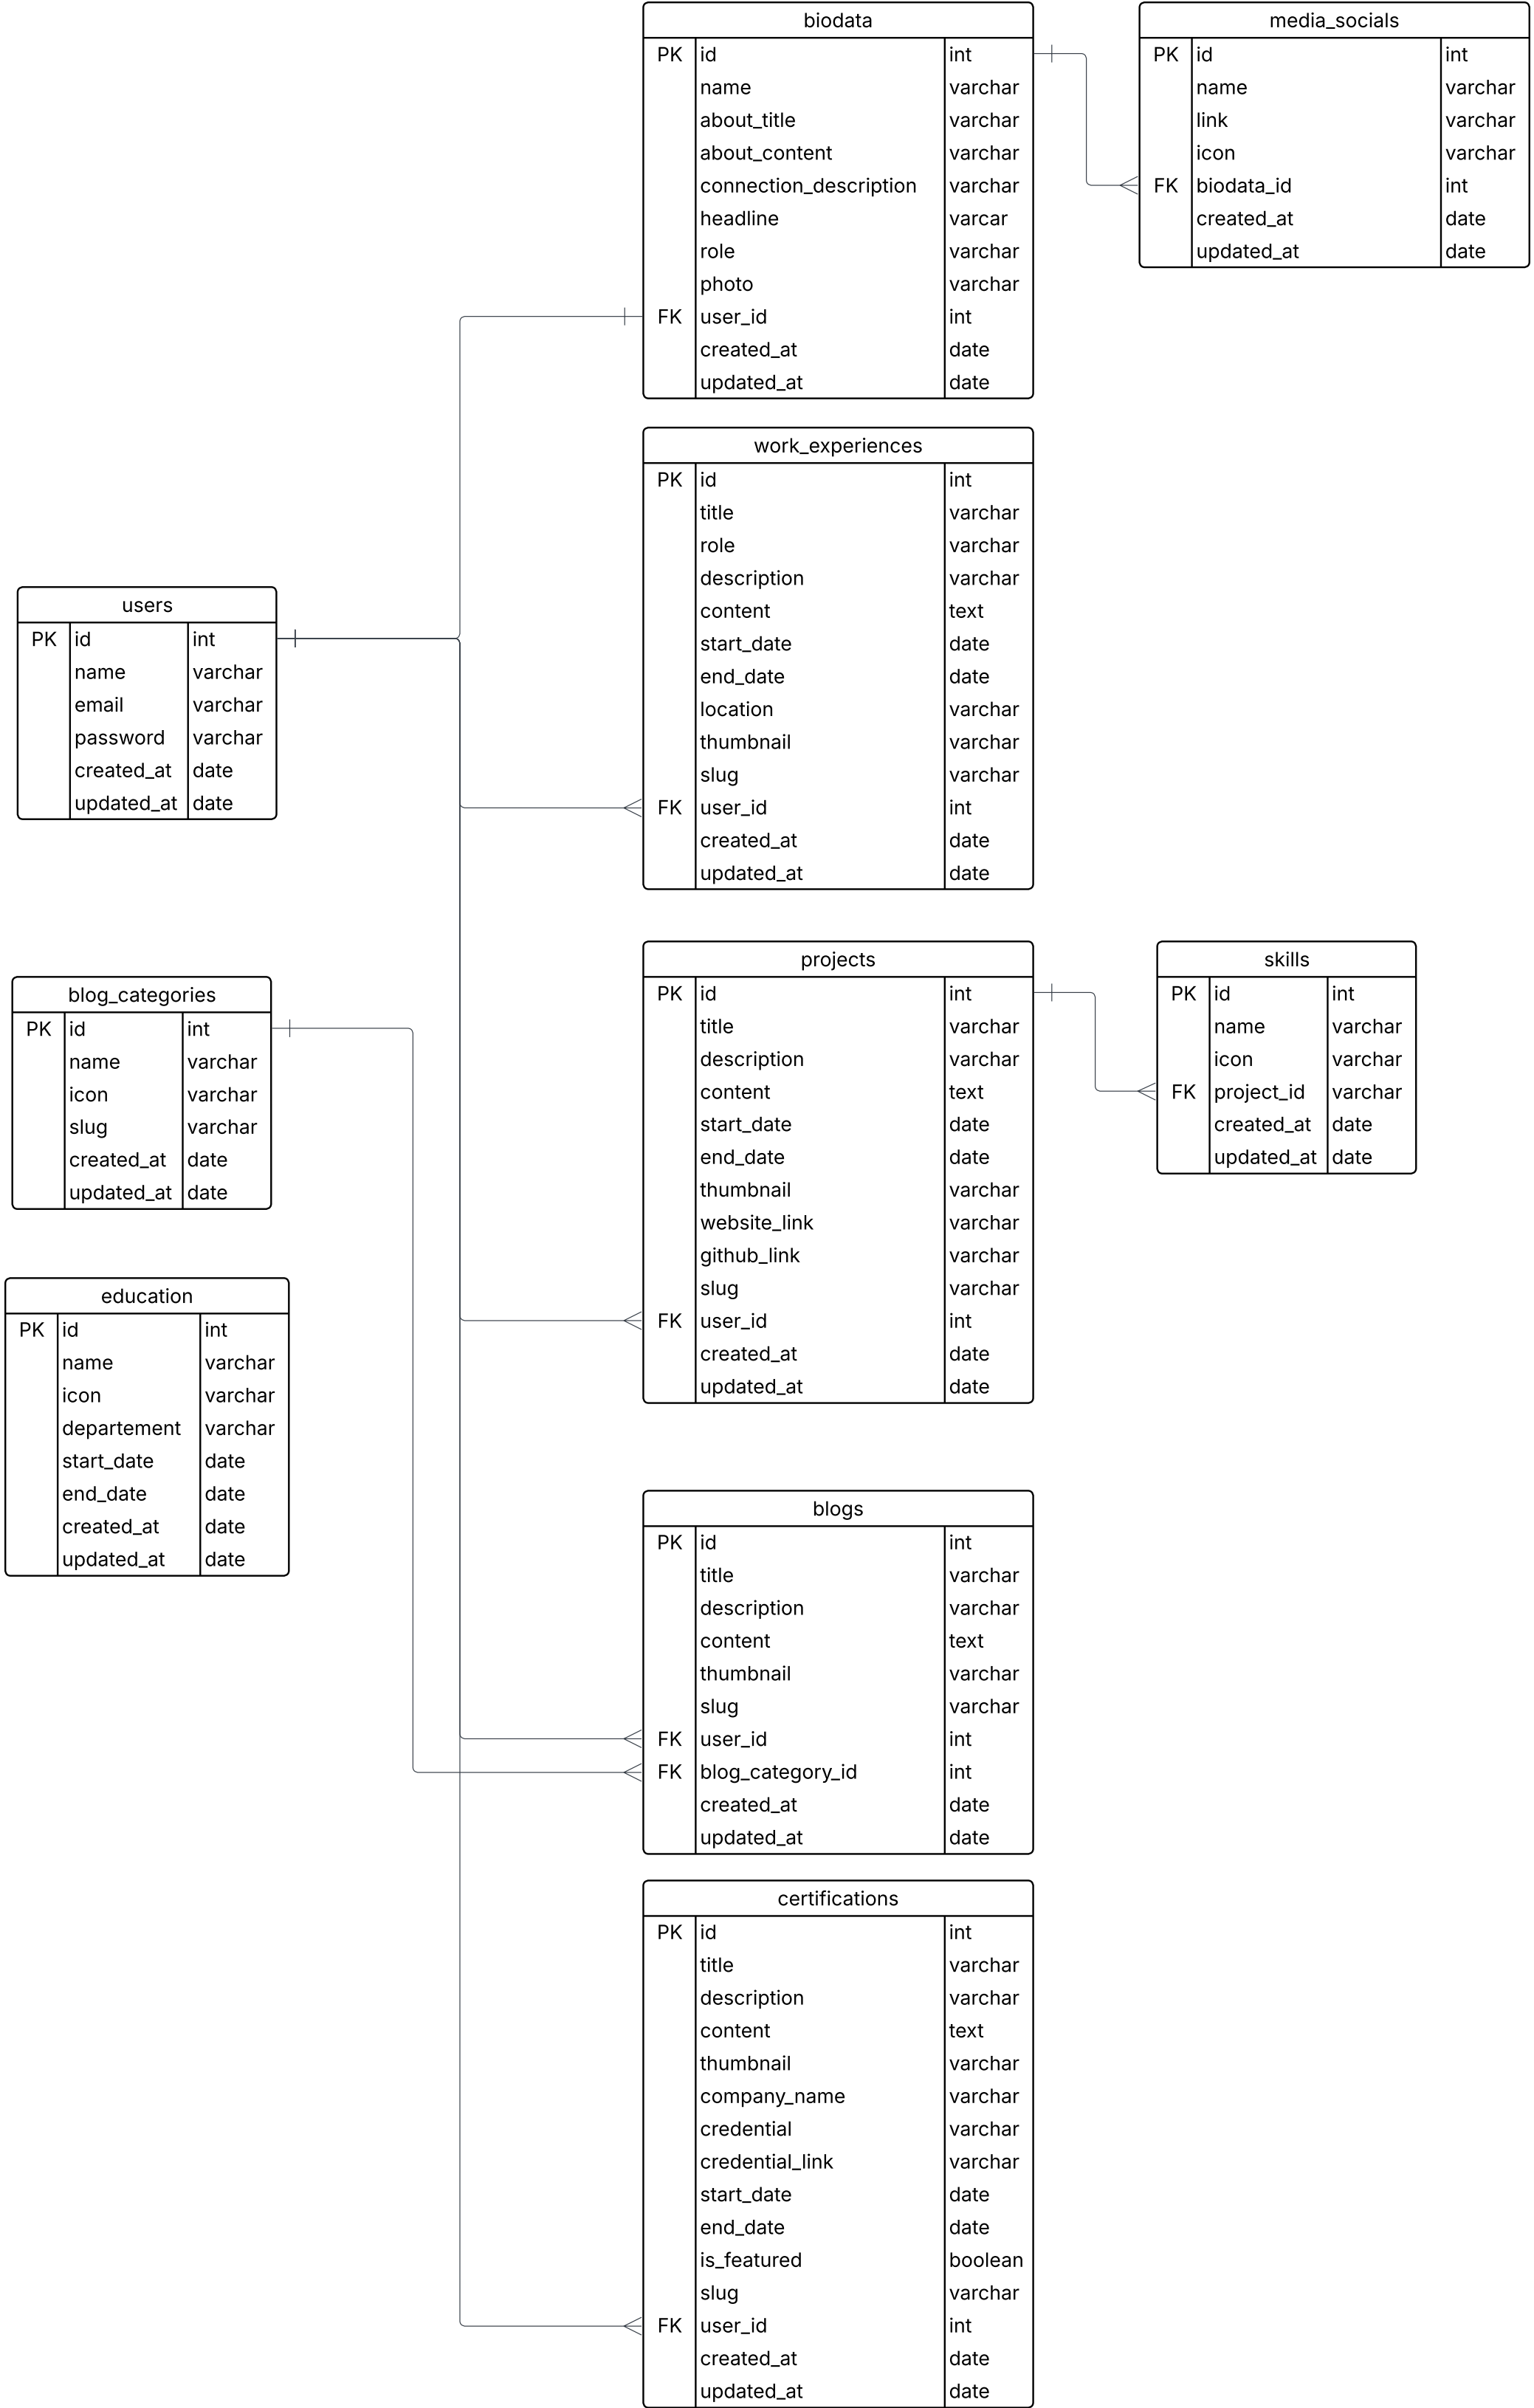 biodata
PK id int
name varchar
about_title varchar
about_content varchar
connection_description varchar
headline varcar
role varchar
photo varchar
FK user_id int
created_at date
updated_at date
media_socials
PK id int
name varchar
link varchar
icon varchar
FK biodata_id int
created_at date
updated_at date
work_experiences
PK id int
title varchar
role varchar
description varchar
content text
start_date date
end_date date
location varchar
thumbnail varchar
slug varchar
FK user_id int
created_at date
updated_at date
users
PK id int
name varchar
email varchar
password varchar
created_at date
updated_at date
projects
PK id int
title varchar
description varchar
content text
start_date date
end_date date
thumbnail varchar
website_link varchar
github_link varchar
slug varchar
FK user_id int
created_at date
updated_at date
skills
PK id int
name varchar
icon varchar
FK project_id varchar
created_at date
updated_at date
blog_categories
PK id int
name varchar
icon varchar
slug varchar
created_at date
updated_at date
education
PK id int
name varchar
icon varchar
departement varchar
start_date date
end_date date
created_at date
updated_at date
blogs
PK id int
title varchar
description varchar
content text
thumbnail varchar
slug varchar
FK user_id int
FK blog_category_id int
created_at date
updated_at date
certifications
PK id int
title varchar
description varchar
content text
thumbnail varchar
company_name varchar
credential varchar
credential_link varchar
start_date date
end_date date
is_featured boolean
slug varchar
FK user_id int
created_at date
updated_at date